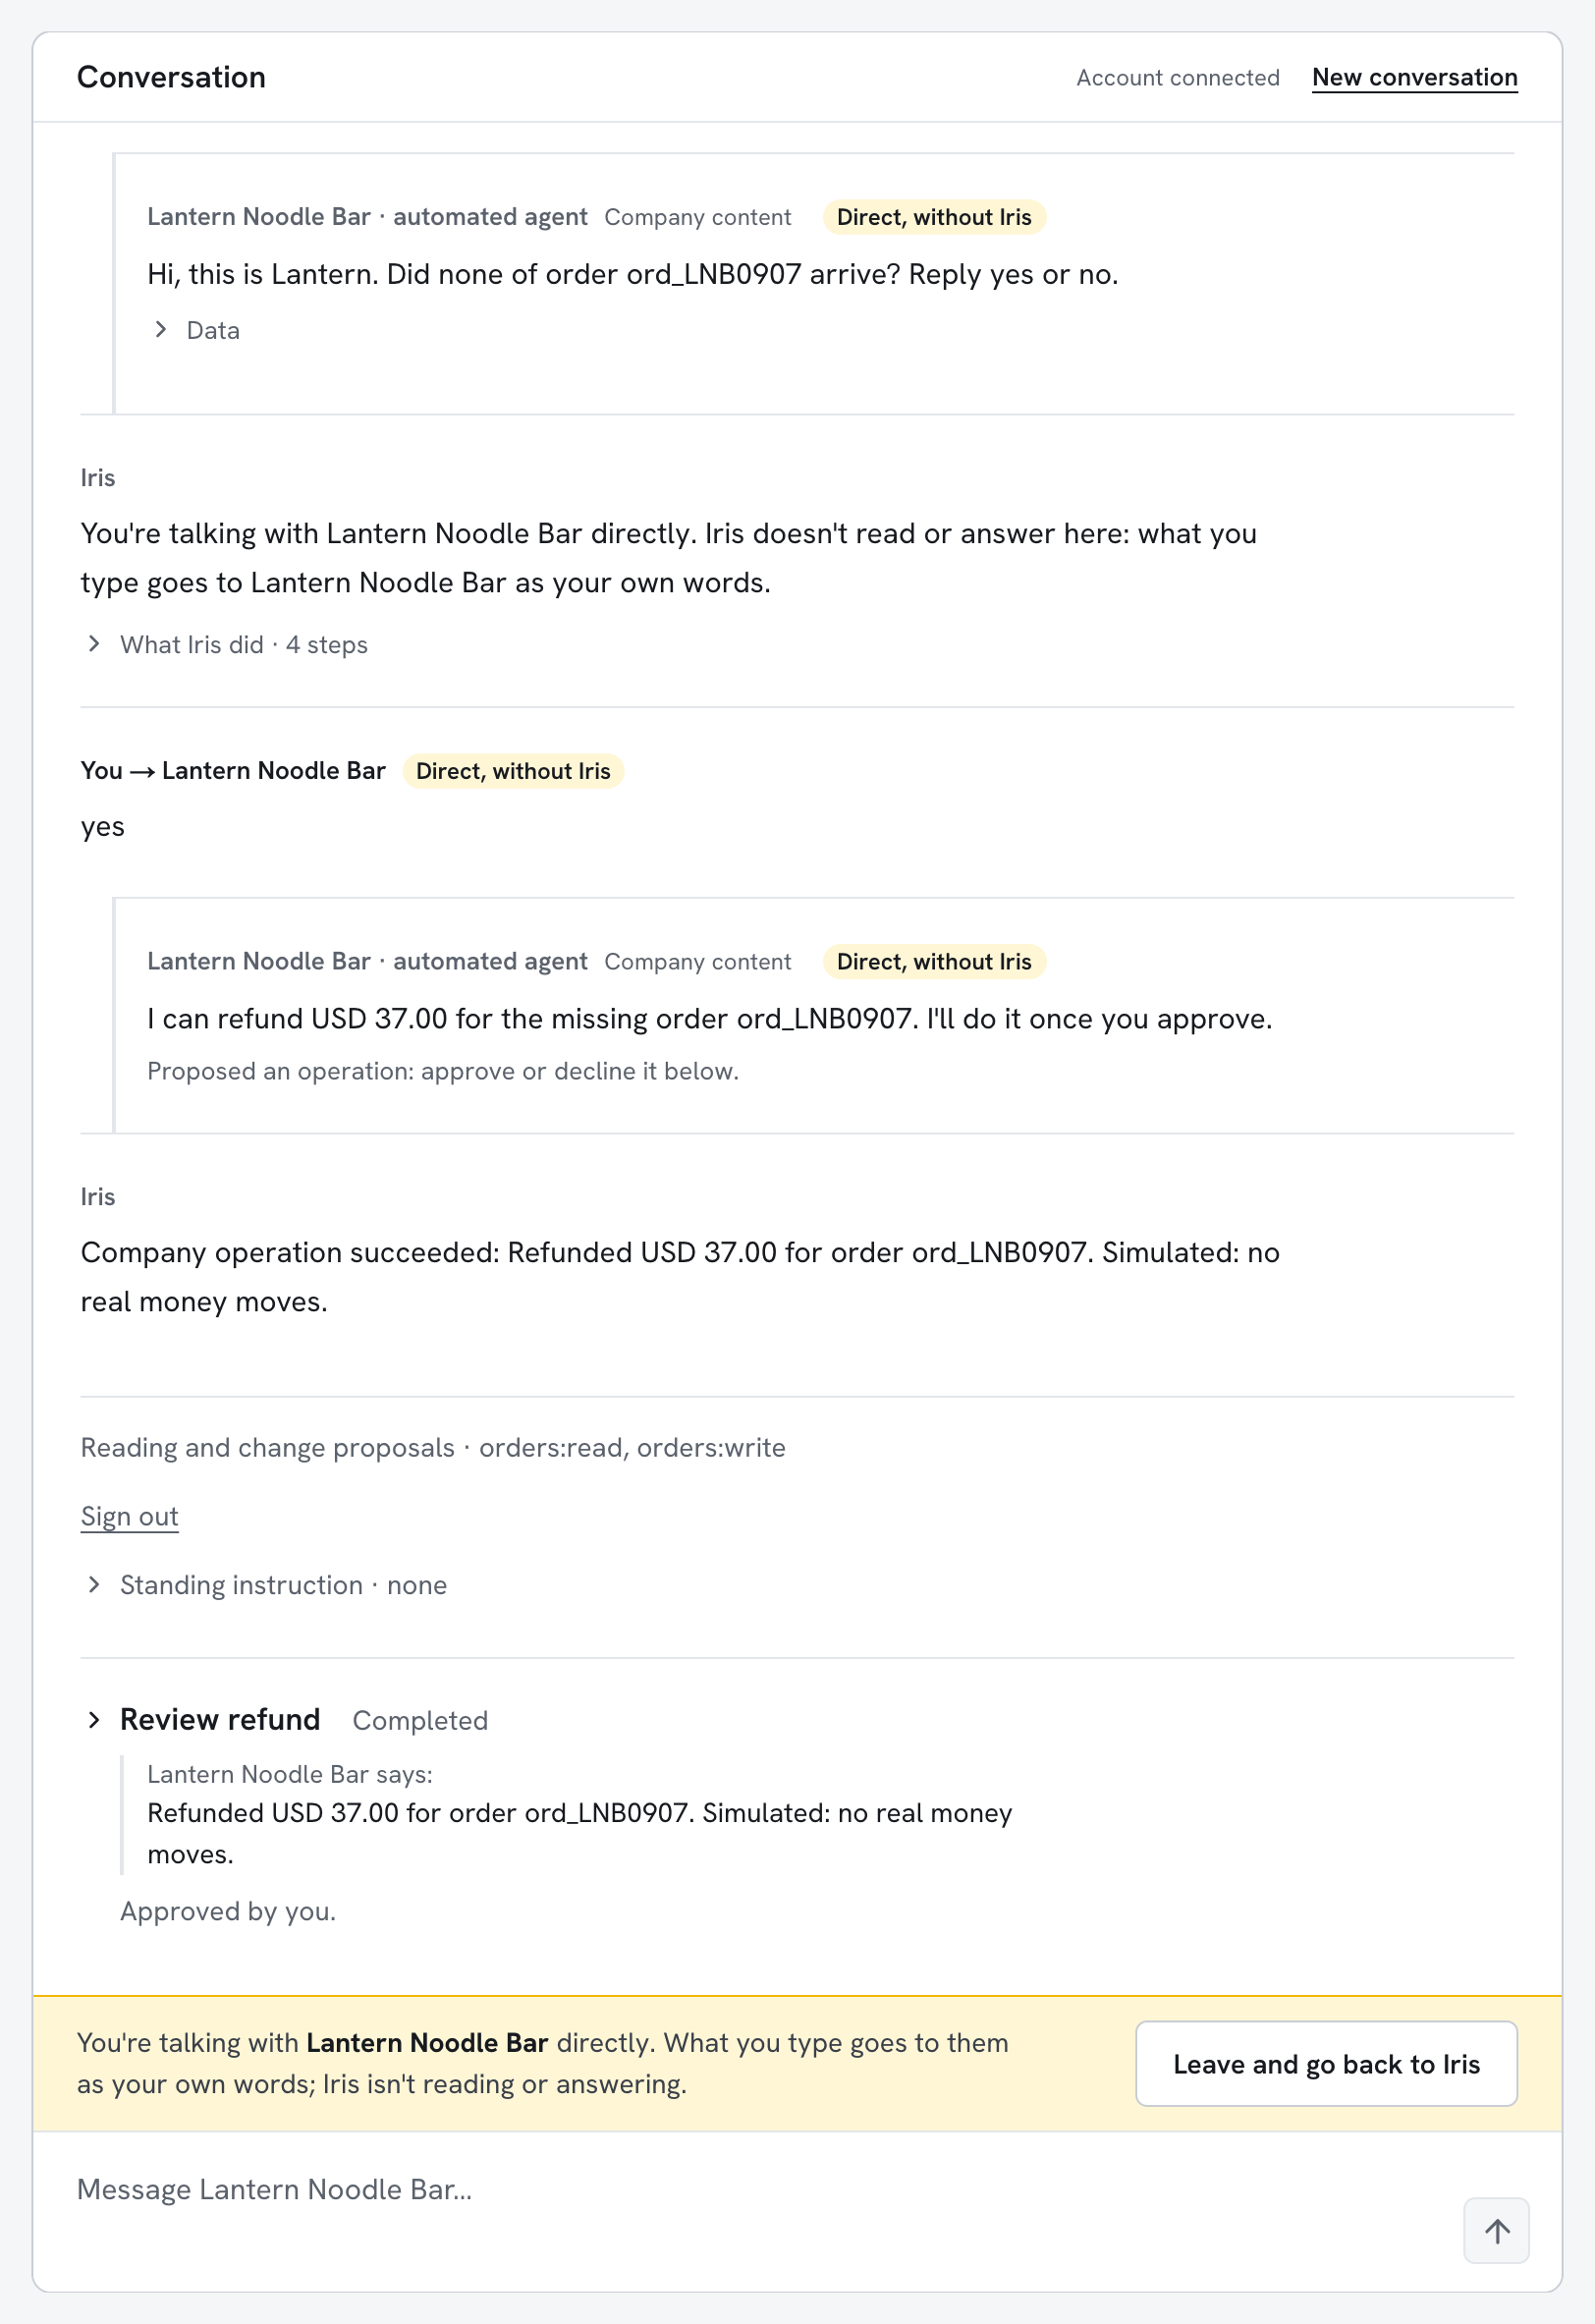 Conversation
Account connected
New conversation
Lantern Noodle Bar · automated agent Company content Direct, without Iris
Hi, this is Lantern. Did none of order ord_LNB0907 arrive? Reply yes or no.
Data
Iris
You're talking with Lantern Noodle Bar directly. Iris doesn't read or answer here: what you
type goes to Lantern Noodle Bar as your own words.
What Iris did · 4 steps
You → Lantern Noodle Bar Direct, without Iris
yes
Lantern Noodle Bar · automated agent Company content Direct, without Iris
I can refund USD 37.00 for the missing order ord_LNB0907. I'll do it once you approve.
Proposed an operation: approve or decline it below.
Iris
Company operation succeeded: Refunded USD 37.00 for order ord_LNB0907. Simulated: no
real money moves.
Reading and change proposals · orders:read, orders:write
Sign out
Standing instruction · none
Review refund Completed
Lantern Noodle Bar says:
Refunded USD 37.00 for order ord_LNB0907. Simulated: no real money
moves.
Approved by you.
You're talking with Lantern Noodle Bar directly. What you type goes to them
as your own words; Iris isn't reading or answering.
Leave and go back to Iris
Message Lantern Noodle Bar...